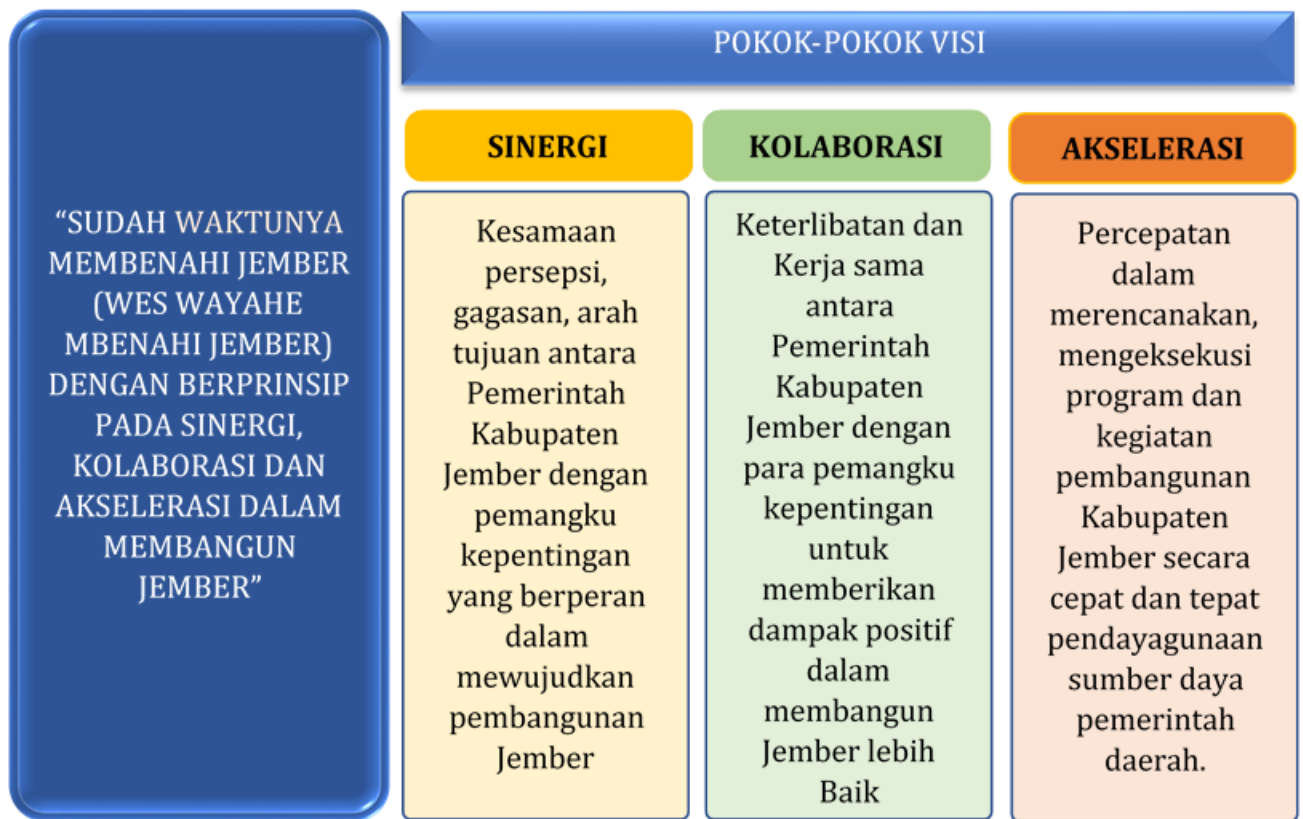 “SUDAH WAKTUNYA
MEMBENAHI JEMBER
(WES WAYAHE
MBENAHI JEMBER)
DENGAN BERPRINSIP
PADA SINERGI,
KOLABORASI DAN
AKSELERASI DALAM
MEMBANGUN
JEMBER”
POKOK-POKOK VISI
SINERGI
Kesamaan
persepsi,
gagasan, arah
tujuan antara
Pemerintah
Kabupaten
Jember dengan
pemangku
kepentingan
yang berperan
dalam
mewujudkan
pembangunan
Jember
KOLABORASI
Keterlibatan dan
Kerja sama
antara
Pemerintah
Kabupaten
Jember dengan
para pemangku
kepentingan
untuk
memberikan
dampak positif
dalam
membangun
Jember lebih
Baik
AKSELERASI
Percepatan
dalam
merencanakan,
mengeksekusi
program dan
kegiatan
pembangunan
Kabupaten
Jember secara
cepat dan tepat
pendayagunaan
sumber daya
pemerintah
daerah.